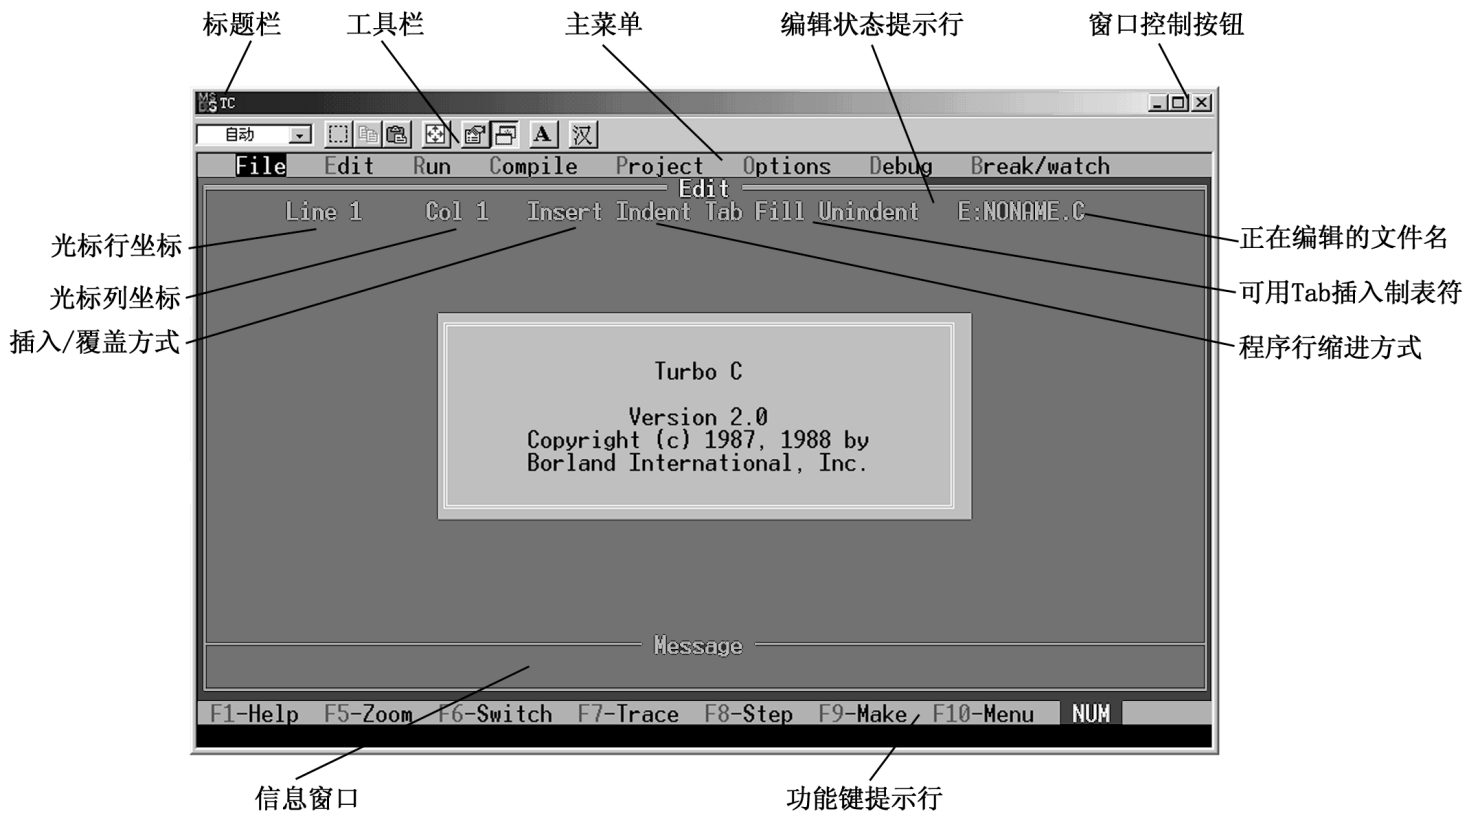 标题栏 工具栏 主菜单 编辑状态提示行 窗口控制按钮
MS DOS TC
自动 A 汉
File Edit Run Compile Project Options Debug Break/watch
Edit
Line 1 Col 1 Insert Indent Tab Fill Unindent E:NONAME.C
光标行坐标
正在编辑的文件名
光标列坐标
可用Tab插入制表符
插入/覆盖方式
程序行缩进方式
Turbo C
Version 2.0
Copyright (c) 1987, 1988 by
Borland International, Inc.
Message
F1-Help F5-Zoom F6-Switch F7-Trace F8-Step F9-Make F10-Menu NUM
信息窗口 功能键提示行